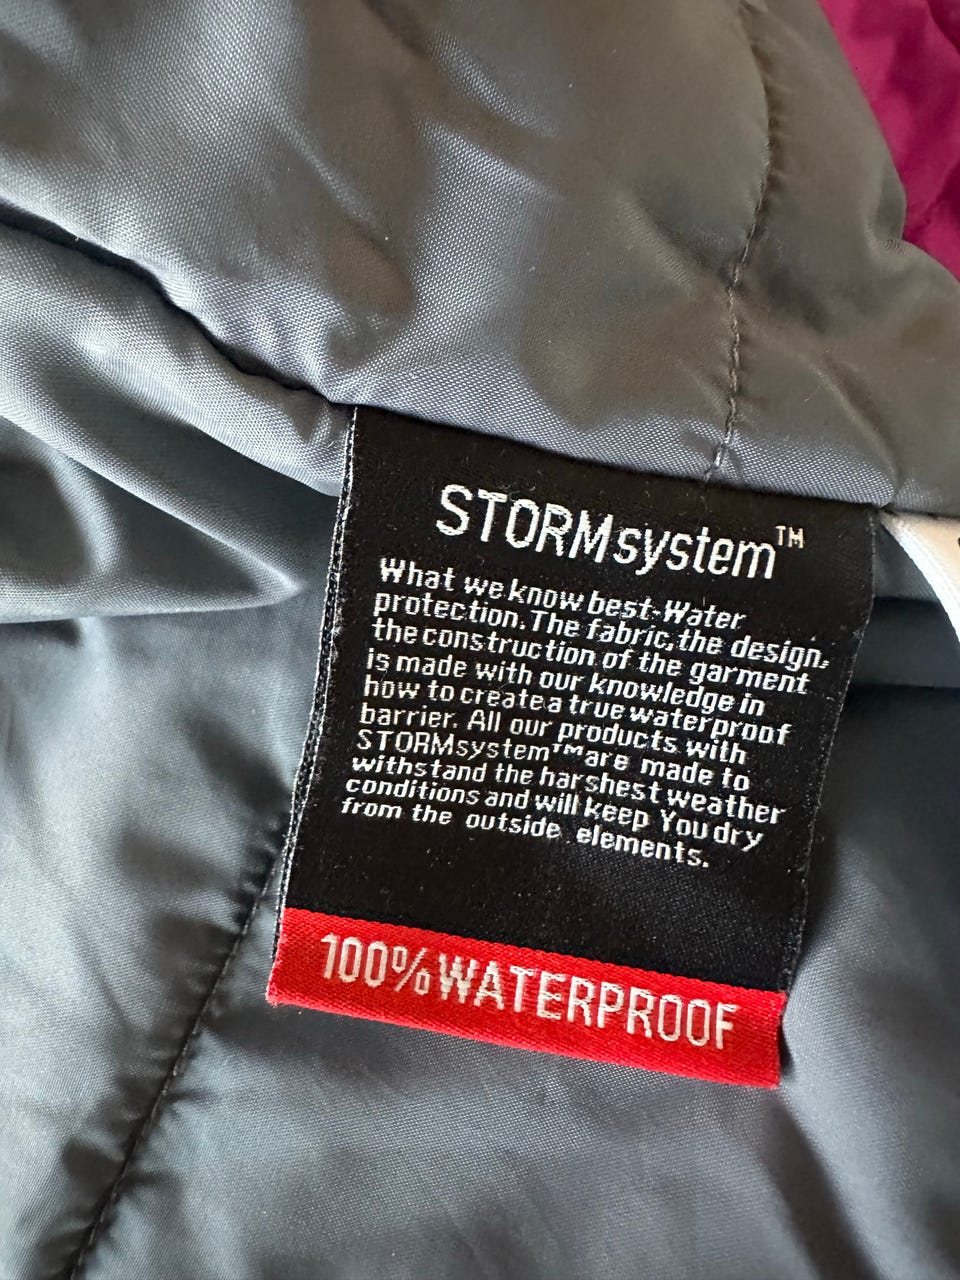 STORMsystem™
What we know best-Water
protection. The fabric, the design,
the construction of the garment
is made with our knowledge in
how to create a true waterproof
barrier. All our products with
STORMsystem™ are made to
withstand the harshest weather
conditions and will keep You dry
from the outside elements.
100% WATERPROOF